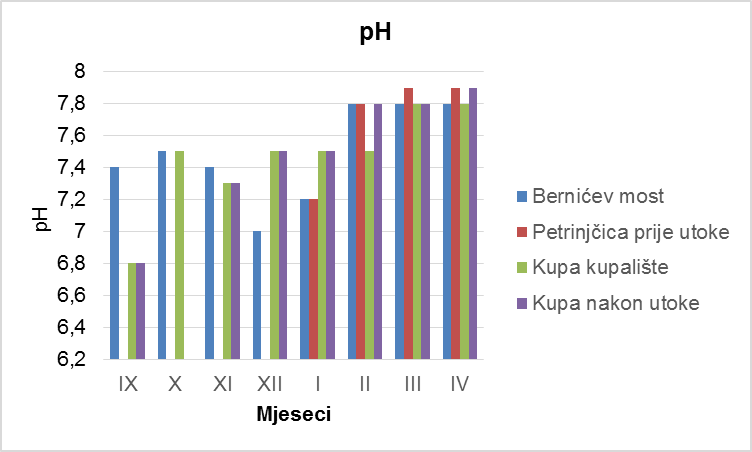 pH
8
7,8
7,6
7,4
7,2
7
6,8
6,6
6,4
6,2
pH
IX X XI XII I II III IV
Mjeseci
Bernićev most
Petrinjčica prije utoke
Kupa kupalište
Kupa nakon utoke